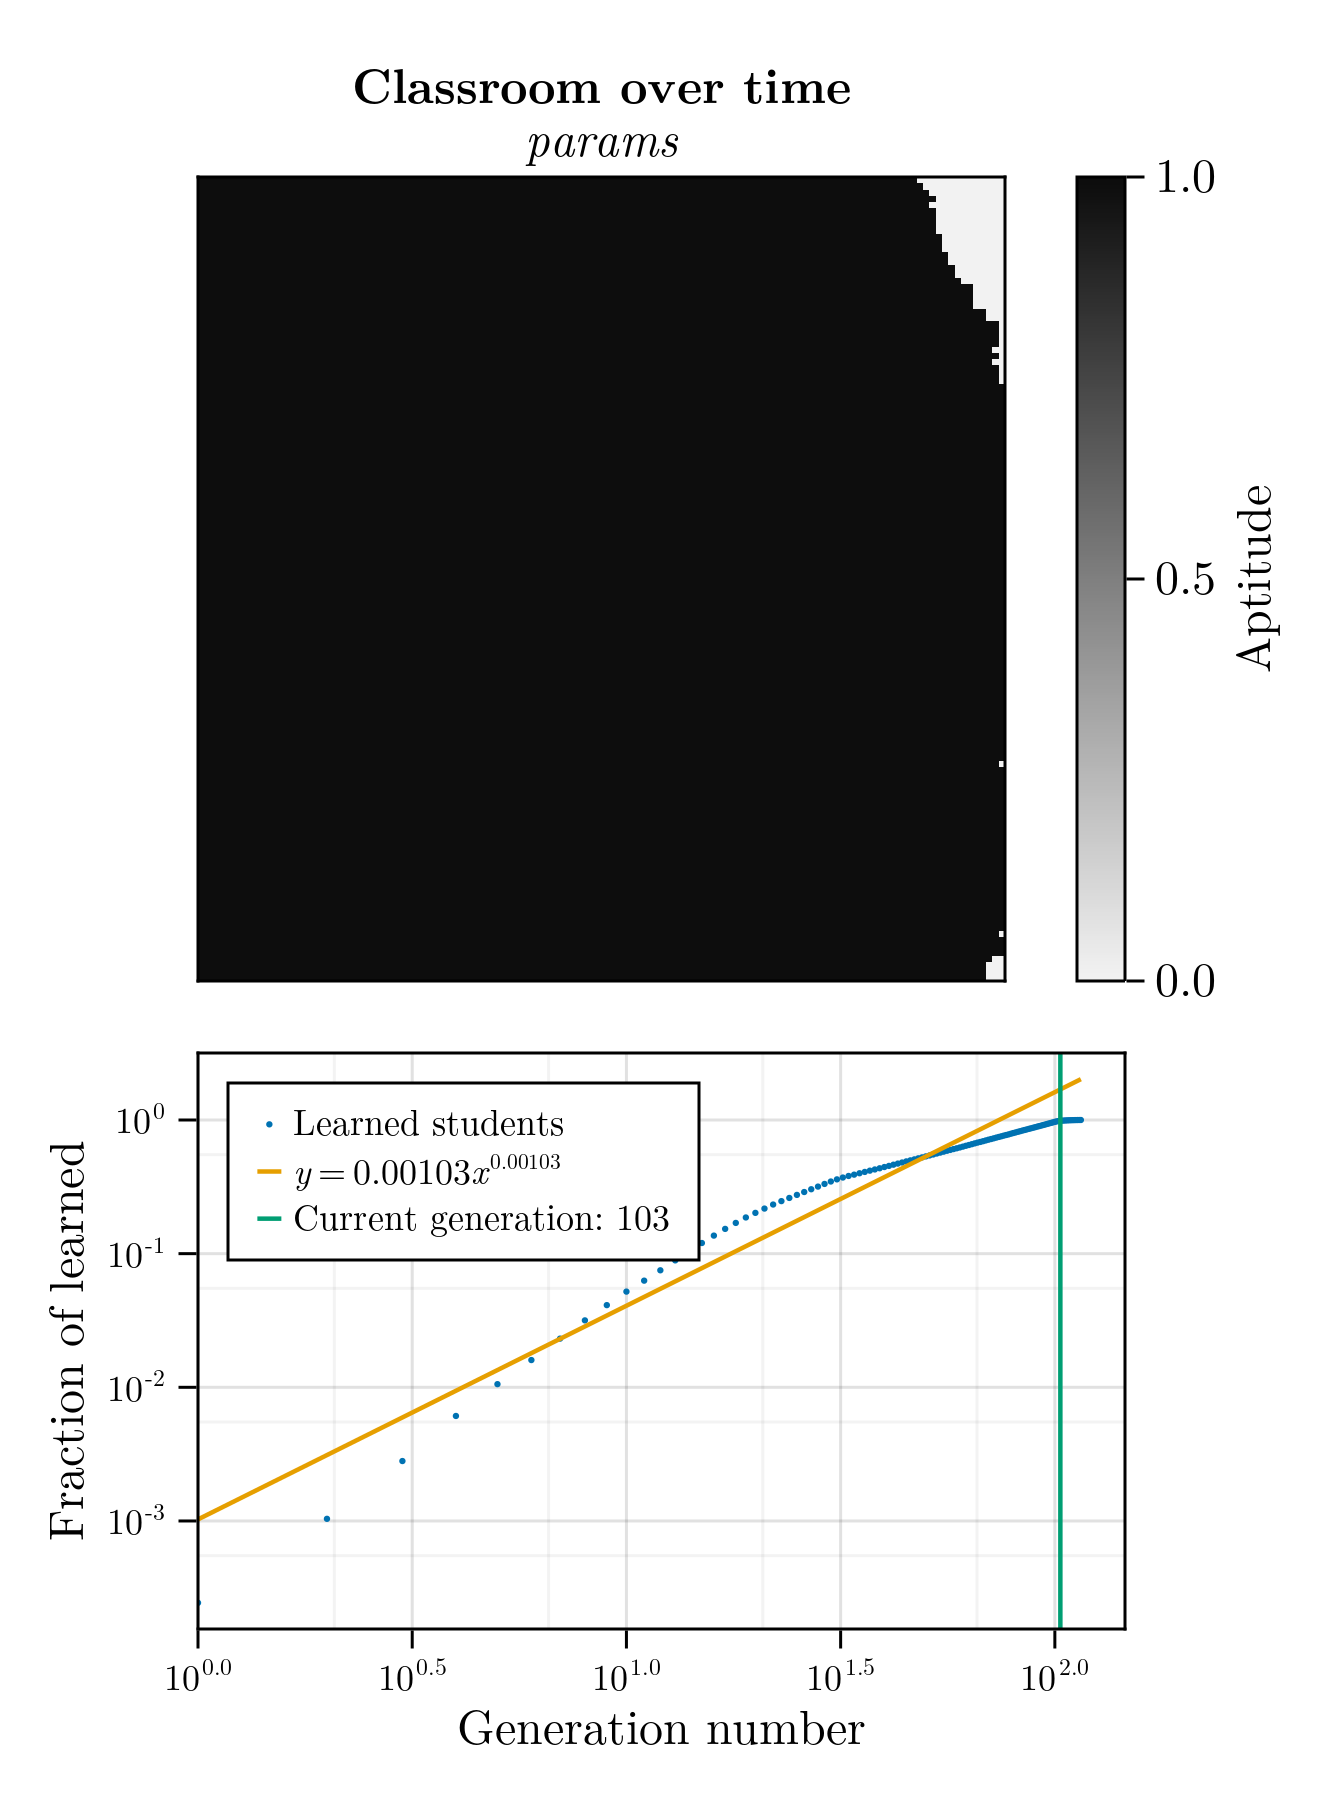 Classroom over time
params
1.0
0.5
0.0
Aptitude
Learned students
y = 0.00103x^0.00103
Current generation: 103
10^0
10^-1
10^-2
10^-3
Fraction of learned
10^0.0 10^0.5 10^1.0 10^1.5 10^2.0
Generation number